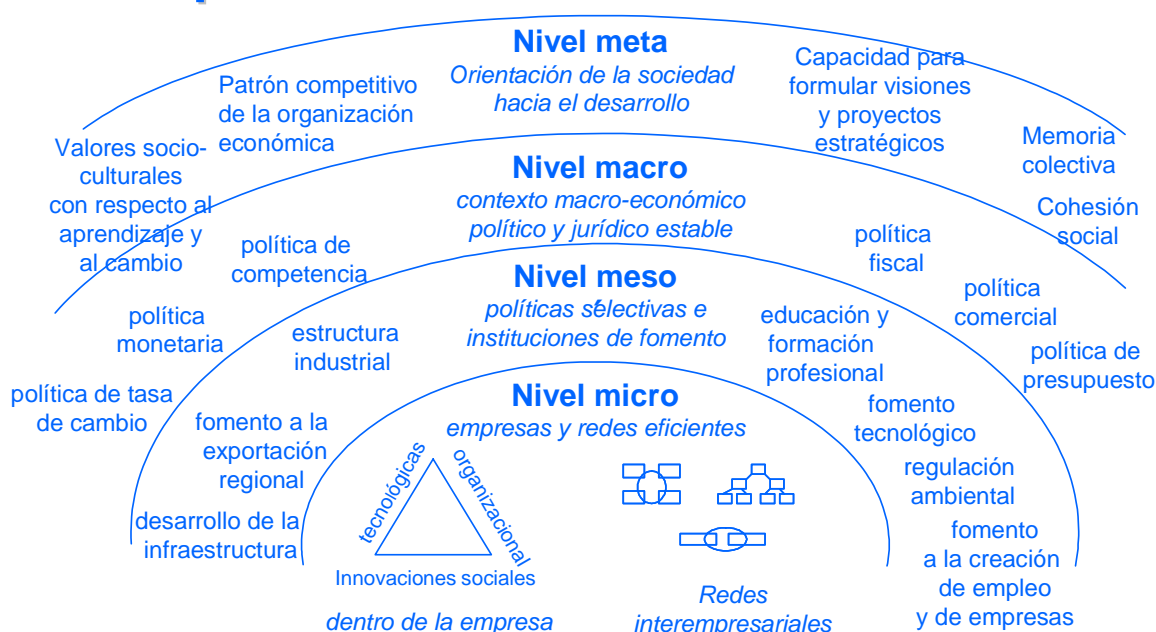 Nivel meta
Orientación de la sociedad
hacia el desarrollo
Patrón competitivo
de la organización
económica
Capacidad para
formular visiones
y proyectos
estratégicos
Valores socio-
culturales
con respecto al
aprendizaje y
al cambio
Memoria
colectiva
Cohesión
social
Nivel macro
contexto macro-económico
político y jurídico estable
política de
competencia
política
fiscal
política
monetaria
política
comercial
política de tasa
de cambio
política de
presupuesto
Nivel meso
políticas selectivas e
instituciones de fomento
estructura
industrial
educación y
formación
profesional
fomento a la
exportación
regional
fomento
tecnológico
desarrollo de la
infraestructura
regulación
ambiental
fomento
a la creación
de empleo
y de empresas
Nivel micro
empresas y redes eficientes
tecnológicas
organizacional
Innovaciones sociales
dentro de la empresa
Redes
interempresariales